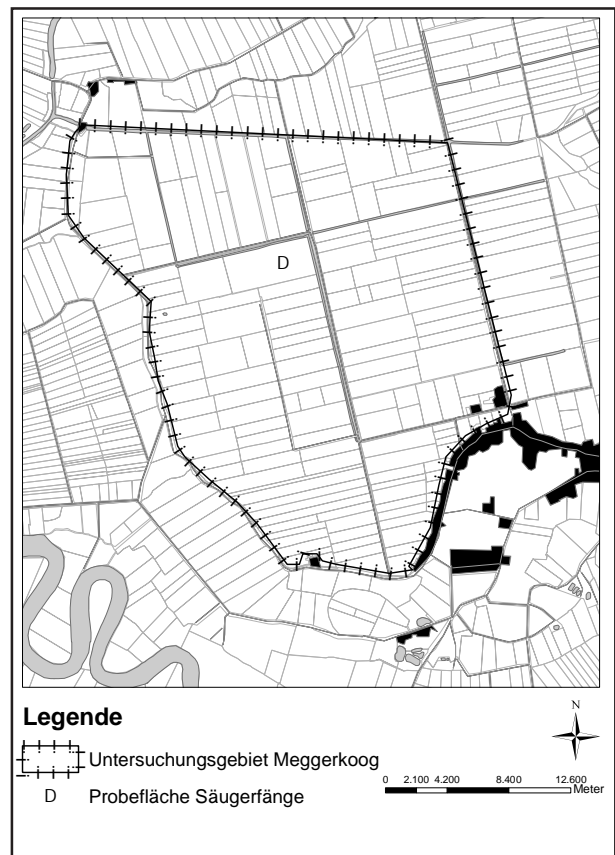 D
Legende
N
Untersuchungsgebiet Meggerkoog
D Probefläche Säugerfänge
0 2.100 4.200 8.400 12.600
Meter